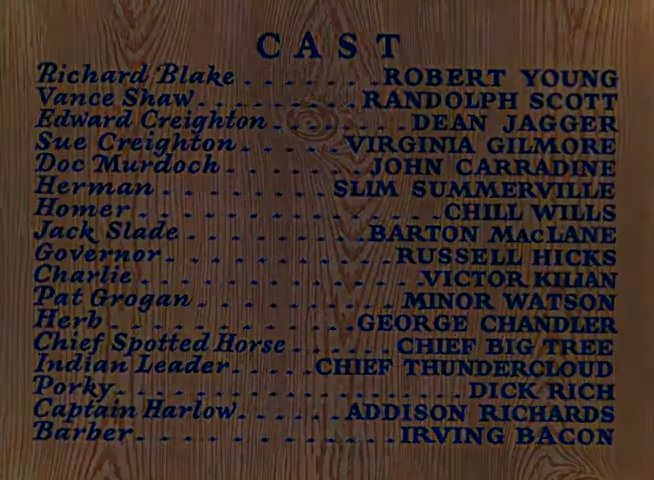 CAST
Richard Blake . . . . . . . ROBERT YOUNG
Vance Shaw . . . . . . . . RANDOLPH SCOTT
Edward Creighton . . . . . . . DEAN JAGGER
Sue Creighton . . . . . . VIRGINIA GILMORE
Doc Murdoch . . . . . . . JOHN CARRADINE
Herman . . . . . . . . SLIM SUMMERVILLE
Homer . . . . . . . . . . . . . CHILL WILLS
Jack Slade . . . . . . . . BARTON MacLANE
Governor . . . . . . . . . . RUSSELL HICKS
Charlie . . . . . . . . . . . . VICTOR KILIAN
Pat Grogan . . . . . . . . . MINOR WATSON
Herb . . . . . . . . . . GEORGE CHANDLER
Chief Spotted Horse . . . . . . CHIEF BIG TREE
Indian Leader . . . . . CHIEF THUNDERCLOUD
Porky . . . . . . . . . . . . . . DICK RICH
Captain Harlow . . . . . . ADDISON RICHARDS
Barber . . . . . . . . . . . IRVING BACON